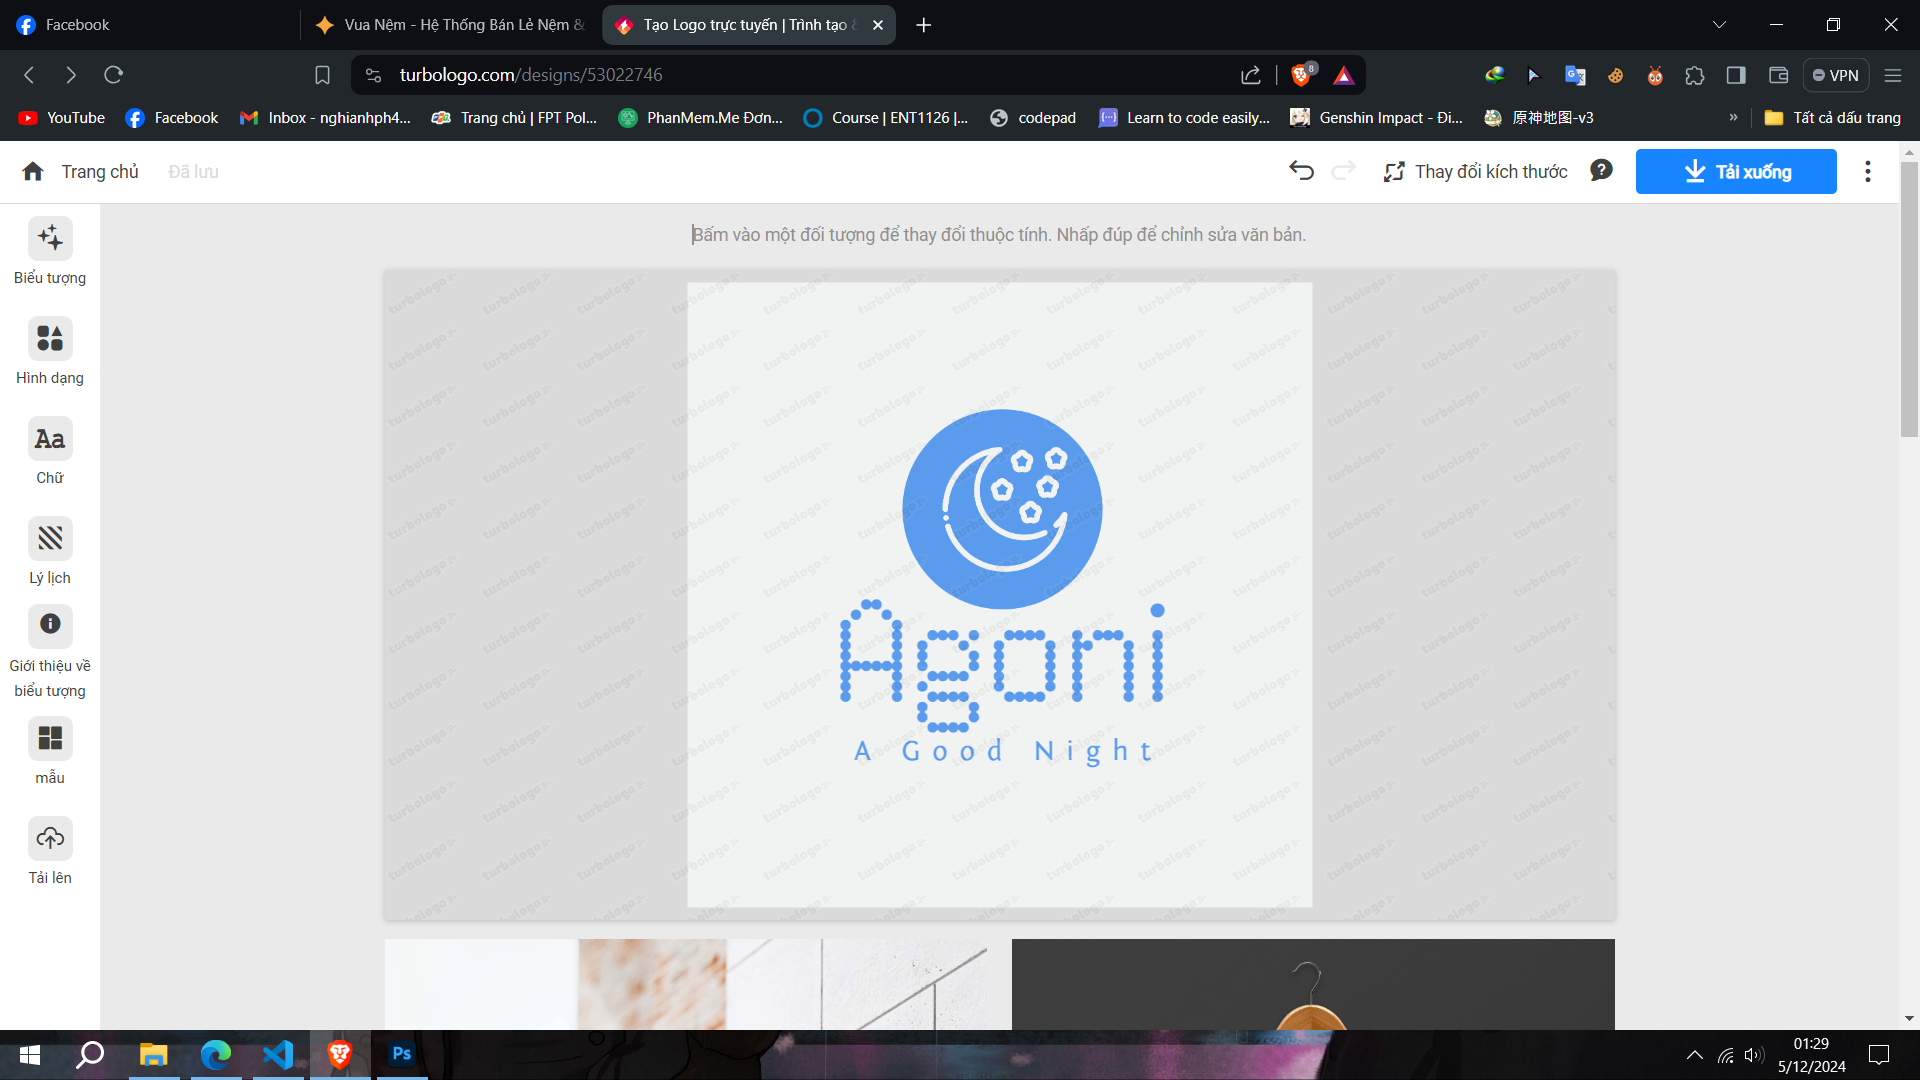 Facebook
Vua Nệm - Hệ Thống Bán Lẻ Nệm &
Tạo Logo trực tuyến | Trình tạo &
turbologo.com/designs/53022746
8
VPN
YouTube
Facebook
Inbox - nghianhph4...
Trang chủ | FPT Pol...
PhanMem.Me Đơn...
Course | ENT1126 |...
codepad
Learn to code easily,...
Genshin Impact - Đi...
原神地图-v3
»
Tất cả dấu trang
Trang chủ
Đã lưu
Thay đổi kích thước
Tải xuống
Bấm vào một đối tượng để thay đổi thuộc tính. Nhấp đúp để chỉnh sửa văn bản.
Biểu tượng
Hình dạng
Aa
Chữ
Lý lịch
Giới thiệu về
biểu tượng
mẫu
Tải lên
turbologo
Agoni
A Good Night
Ps
01:29
5/12/2024